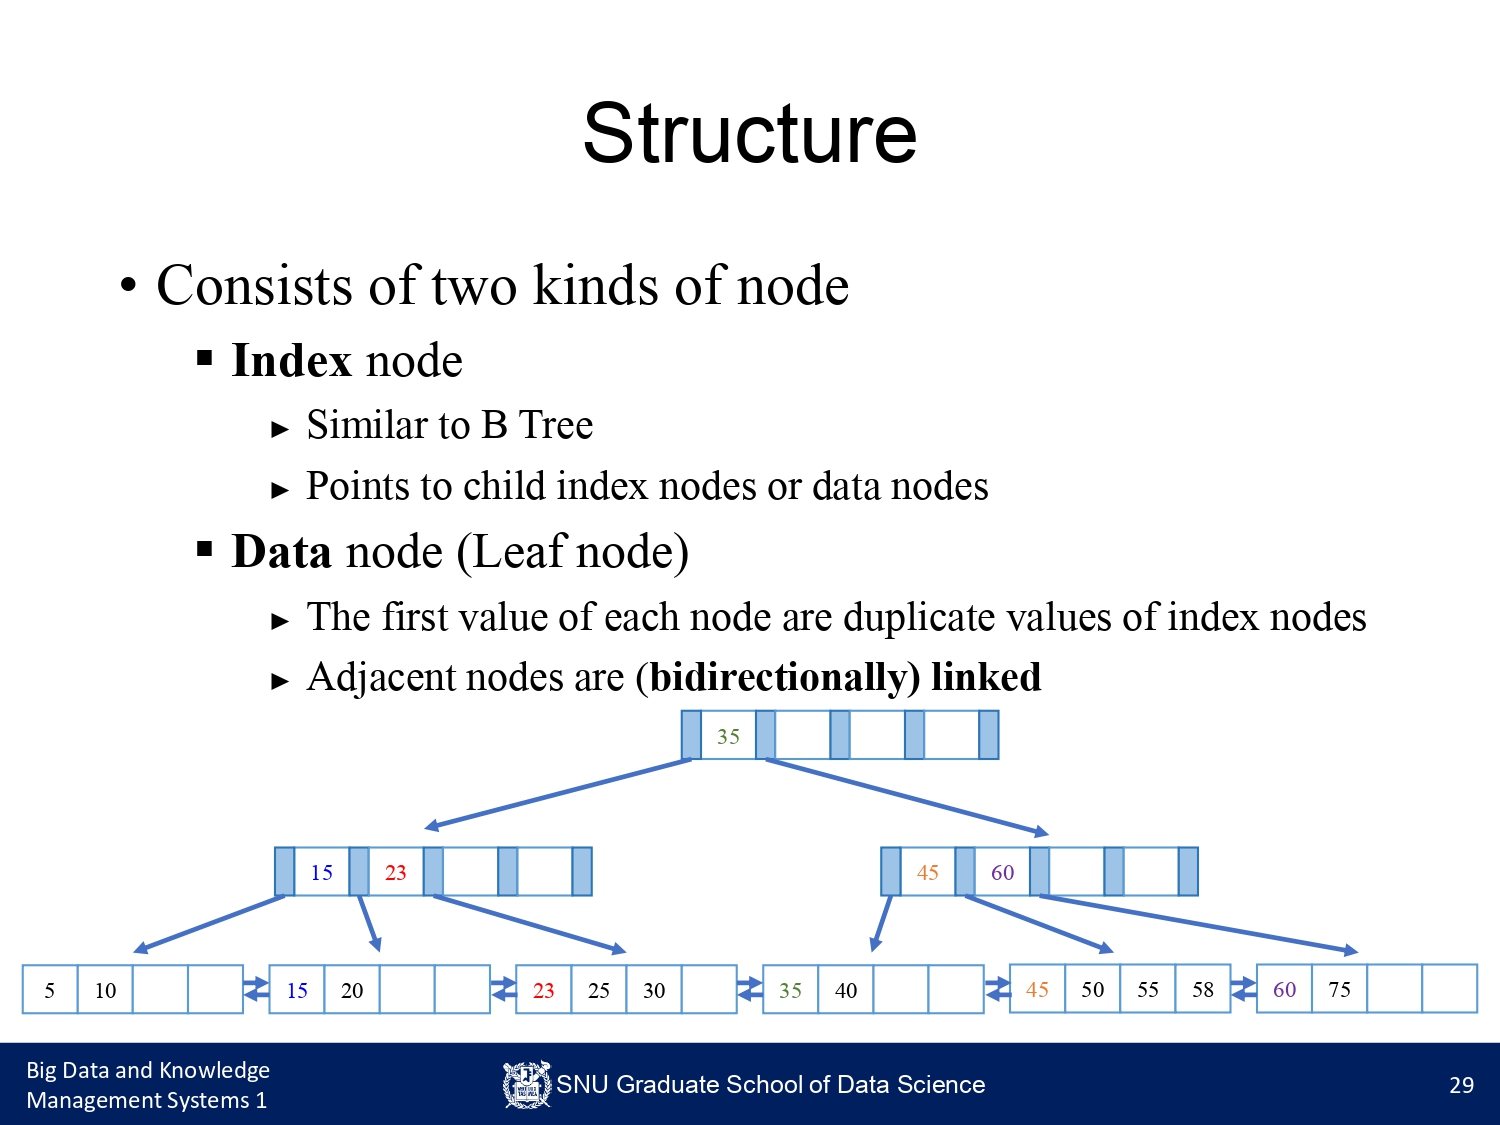 Structure
• Consists of two kinds of node
▪ Index node
► Similar to B Tree
► Points to child index nodes or data nodes
▪ Data node (Leaf node)
► The first value of each node are duplicate values of index nodes
► Adjacent nodes are (bidirectionally) linked
35
15 23
45 60
5 10
15 20
23 25 30
35 40
45 50 55 58
60 75
Big Data and Knowledge
Management Systems 1
SNU Graduate School of Data Science
29